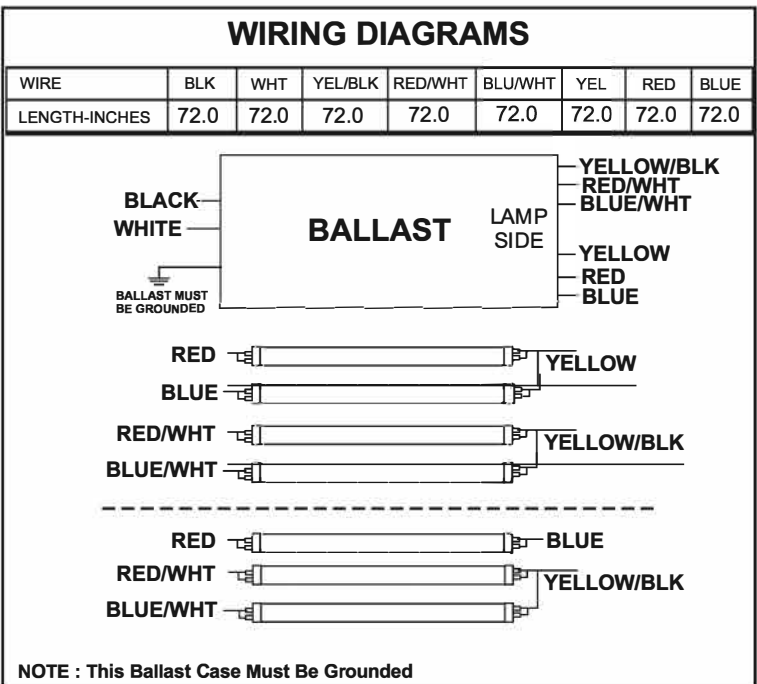 WIRING DIAGRAMS
WIRE BLK WHT YEL/BLK RED/WHT BLU/WHT YEL RED BLUE
LENGTH-INCHES 72.0 72.0 72.0 72.0 72.0 72.0 72.0 72.0
BLACK
WHITE
BALLAST MUST
BE GROUNDED
BALLAST
LAMP
SIDE
YELLOW/BLK
RED/WHT
BLUE/WHT
YELLOW
RED
BLUE
RED
YELLOW
BLUE
RED/WHT
YELLOW/BLK
BLUE/WHT
RED
BLUE
RED/WHT
YELLOW/BLK
BLUE/WHT
NOTE : This Ballast Case Must Be Grounded